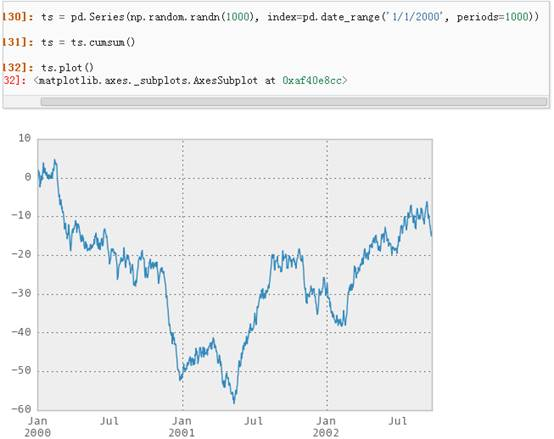 130]: ts = pd.Series(np.random.randn(1000), index=pd.date_range('1/1/2000', periods=1000))
131]: ts = ts.cumsum()
132]: ts.plot()
32]: <matplotlib.axes._subplots.AxesSubplot at 0xaf40e8cc>
10
0
-10
-20
-30
-40
-50
-60
Jan Jul Jan Jul Jan Jul
2000 2001 2002